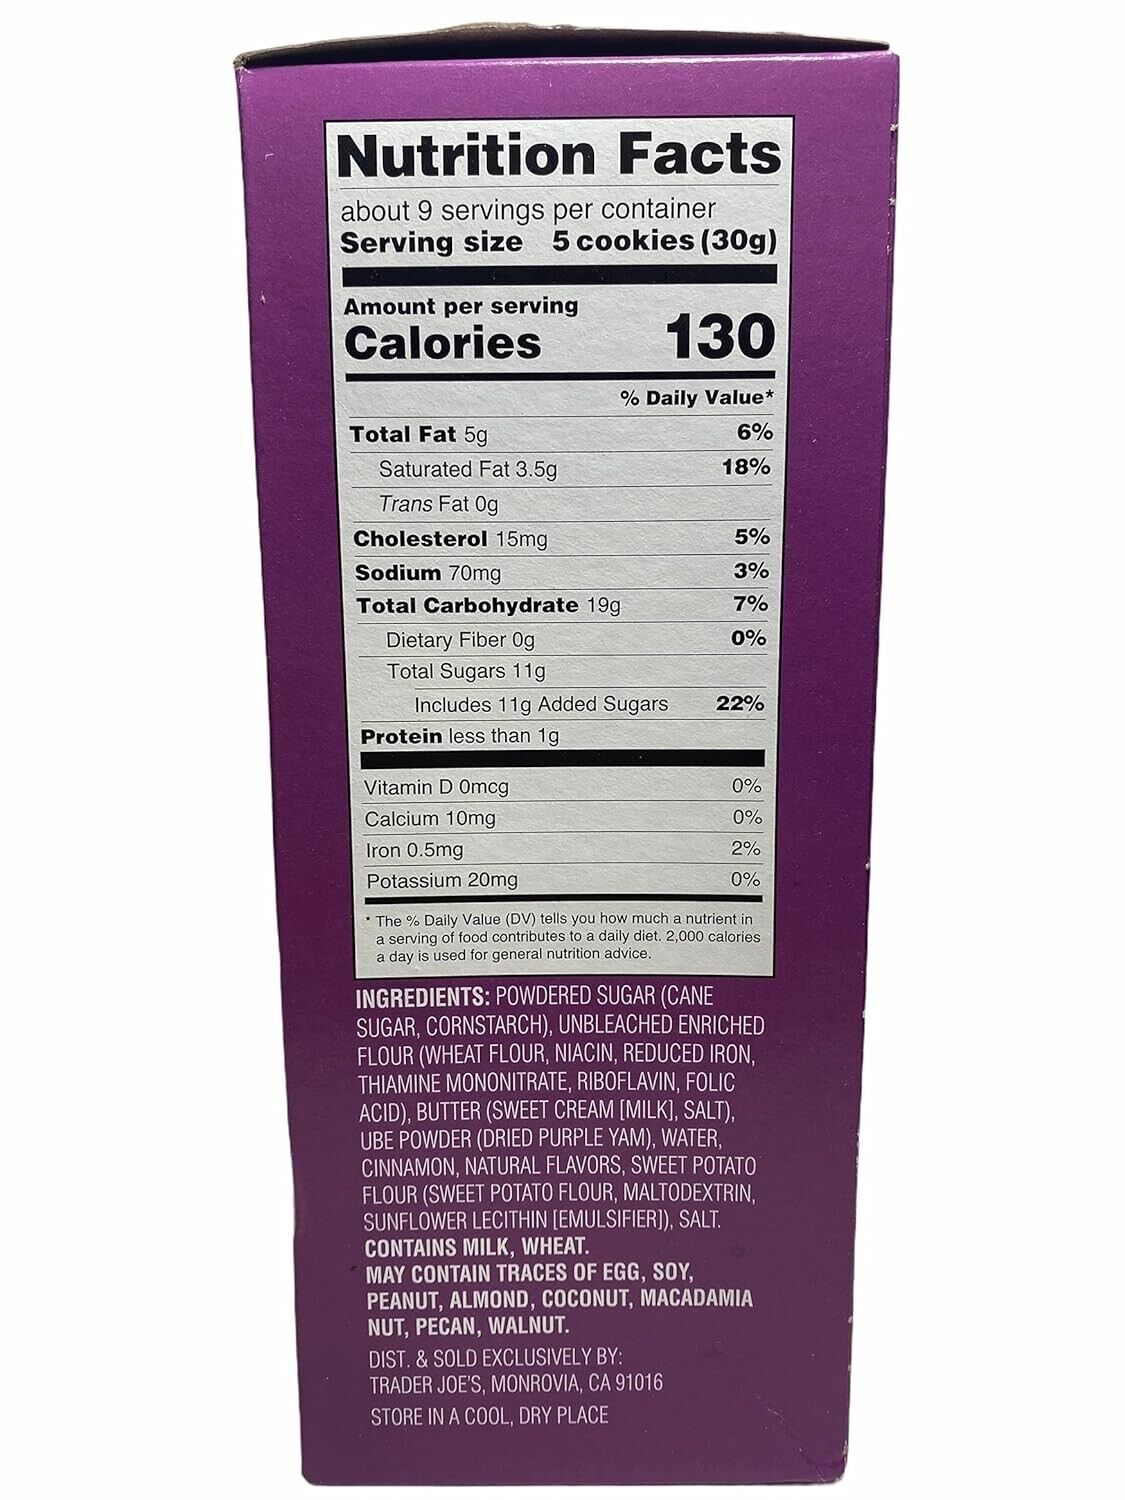 Nutrition Facts
about 9 servings per container
Serving size 5 cookies (30g)
Amount per serving
Calories 130
% Daily Value*
Total Fat 5g 6%
Saturated Fat 3.5g 18%
Trans Fat 0g
Cholesterol 15mg 5%
Sodium 70mg 3%
Total Carbohydrate 19g 7%
Dietary Fiber 0g 0%
Total Sugars 11g
Includes 11g Added Sugars 22%
Protein less than 1g
Vitamin D 0mcg 0%
Calcium 10mg 0%
Iron 0.5mg 2%
Potassium 20mg 0%
* The % Daily Value (DV) tells you how much a nutrient in
a serving of food contributes to a daily diet. 2,000 calories
a day is used for general nutrition advice.
INGREDIENTS: POWDERED SUGAR (CANE
SUGAR, CORNSTARCH), UNBLEACHED ENRICHED
FLOUR (WHEAT FLOUR, NIACIN, REDUCED IRON,
THIAMINE MONONITRATE, RIBOFLAVIN, FOLIC
ACID), BUTTER (SWEET CREAM [MILK], SALT),
UBE POWDER (DRIED PURPLE YAM), WATER,
CINNAMON, NATURAL FLAVORS, SWEET POTATO
FLOUR (SWEET POTATO FLOUR, MALTODEXTRIN,
SUNFLOWER LECITHIN [EMULSIFIER]), SALT.
CONTAINS MILK, WHEAT.
MAY CONTAIN TRACES OF EGG, SOY,
PEANUT, ALMOND, COCONUT, MACADAMIA
NUT, PECAN, WALNUT.
DIST. & SOLD EXCLUSIVELY BY:
TRADER JOE'S, MONROVIA, CA 91016
STORE IN A COOL, DRY PLACE